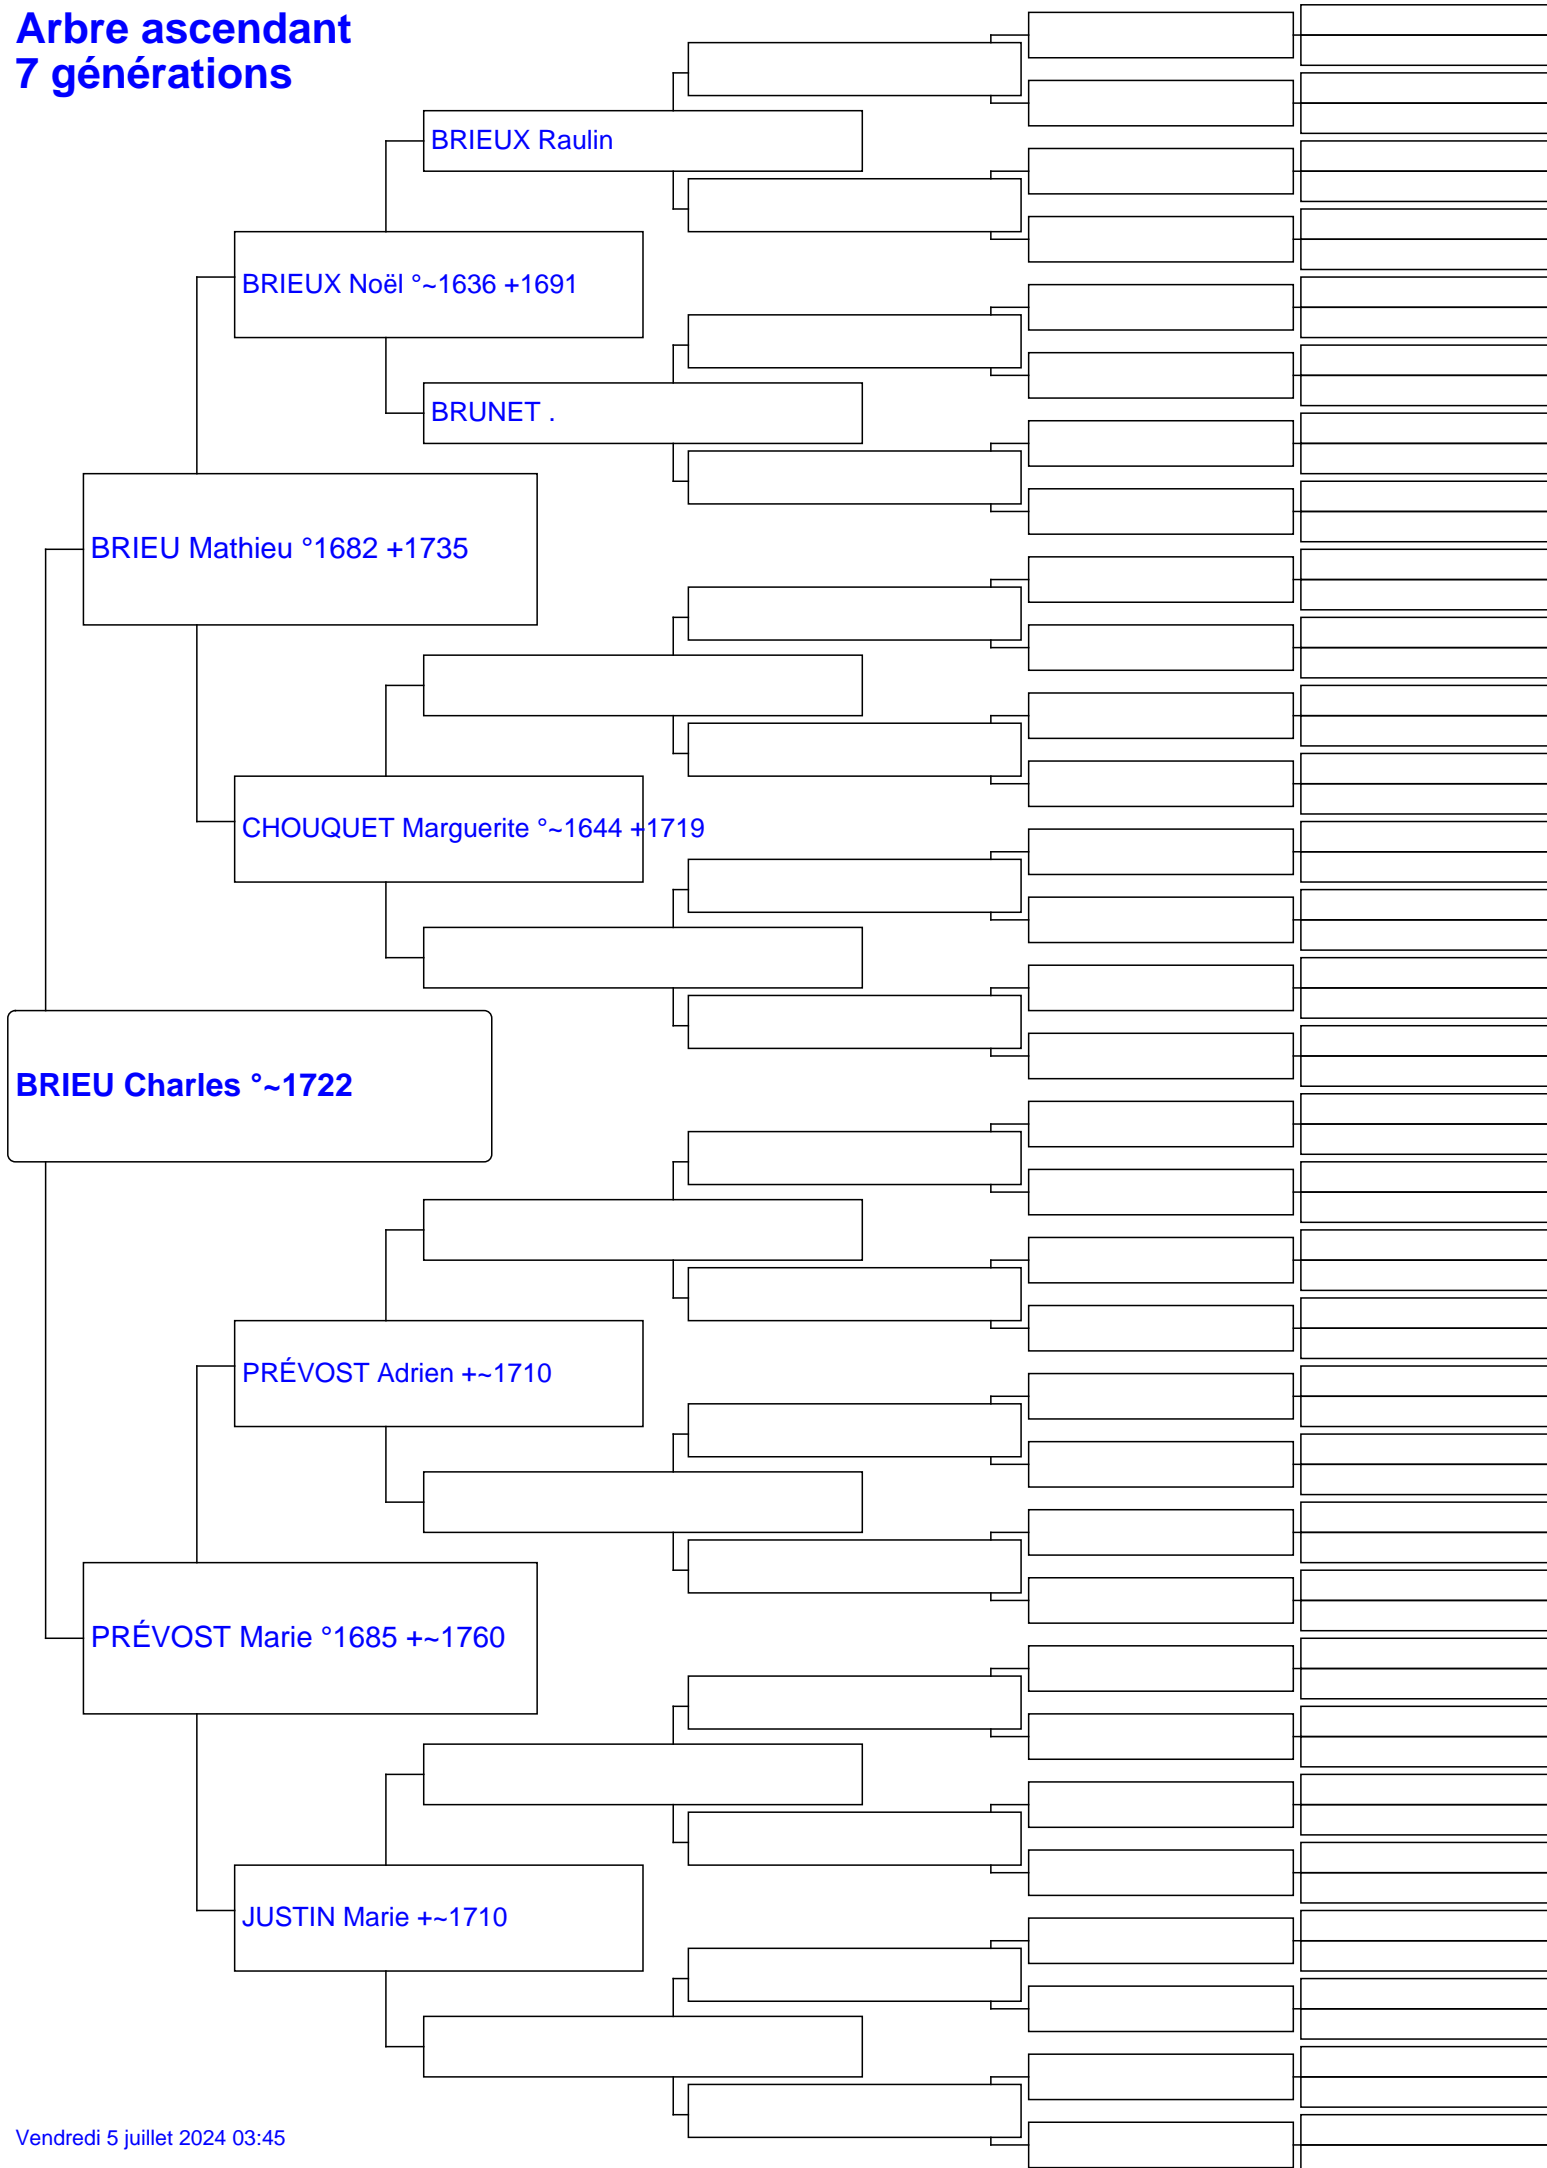 Arbre ascendant
7 générations
BRIEUX Raulin
BRIEUX Noël °~1636 +1691
BRUNET .
BRIEU Mathieu °1682 +1735
CHOUQUET Marguerite °~1644 +1719
BRIEU Charles °~1722
PRÉVOST Adrien +~1710
PRÉVOST Marie °1685 +~1760
JUSTIN Marie +~1710
Vendredi 5 juillet 2024 03:45